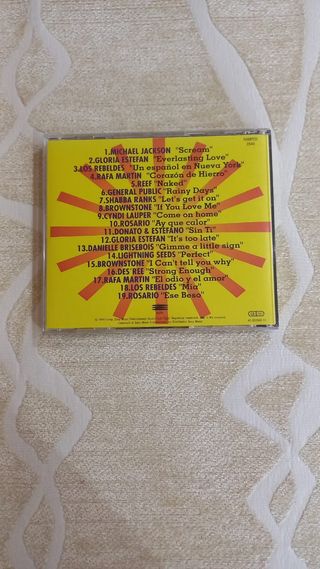 1.MICHAEL JACKSON "Scream"
2.GLORIA ESTEFAN "Everlasting Love"
3.LOS REBELDES "Un español en Nueva York"
4.RAFA MARTIN "Corazón de Hierro"
5.REEF "Naked"
6.GENERAL PUBLIC "Rainy Days"
7.SHABBA RANKS "Let's get it on"
8.BROWNSTONE "If You Love Me"
9.CYNDI LAUPER "Come on home"
10.ROSARIO "Ay que calor"
11.DONATO & ESTEFANO "Sin Ti"
12.GLORIA ESTEFAN "It's too late"
13.DANIELLE BRISEBOIS "Gimme a little sign"
14.LIGHTNING SEEDS "Perfect"
15.BROWNSTONE "I Can't tell you why"
16.DES REE "Strong Enough"
17.RAFA MARTIN "El odio y el amor"
18.LOS REBELDES "Mia"
19.ROSARIO "Ese Beso"